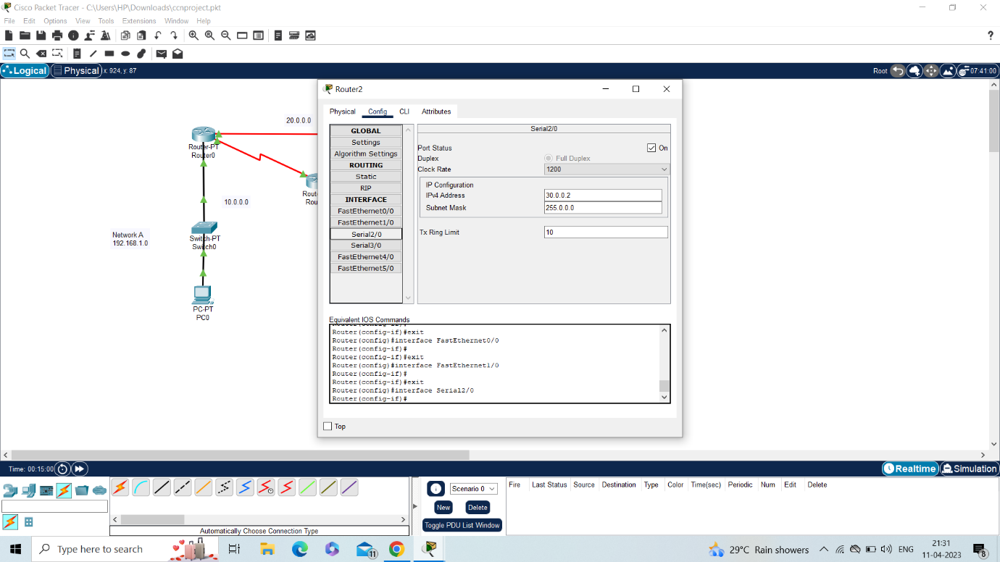 Cisco Packet Tracer - C:\Users\HP\Downloads\ccnproject.pkt
File Edit Options View Tools Extensions Window Help
?
Logical Physical x: 924, y: 87 Root 07:41:00
Router2
Physical Config CLI Attributes
GLOBAL
Settings
Algorithm Settings
ROUTING
Static
RIP
INTERFACE
FastEthernet0/0
FastEthernet1/0
Serial2/0
Serial3/0
FastEthernet4/0
FastEthernet5/0
Serial2/0
Port Status On
Duplex Full Duplex
Clock Rate 1200
IP Configuration
IPv4 Address 30.0.0.2
Subnet Mask 255.0.0.0
Tx Ring Limit 10
Equivalent IOS Commands
Router(config-if)#exit
Router(config)#interface FastEthernet0/0
Router(config-if)#
Router(config-if)#exit
Router(config)#interface FastEthernet1/0
Router(config-if)#
Router(config-if)#exit
Router(config)#interface Serial2/0
Router(config-if)#
Top
20.0.0.0
Router-PT
Router0
Route
Rou
10.0.0.0
Network A
192.168.1.0
Switch-PT
Switch0
PC-PT
PC0
Time: 00:15:00 Realtime Simulation
Automatically Choose Connection Type
Scenario 0
New Delete
Toggle PDU List Window
Fire Last Status Source Destination Type Color Time(sec) Periodic Num Edit Delete
Type here to search
11
29°C Rain showers ENG
21:31
11-04-2023
8